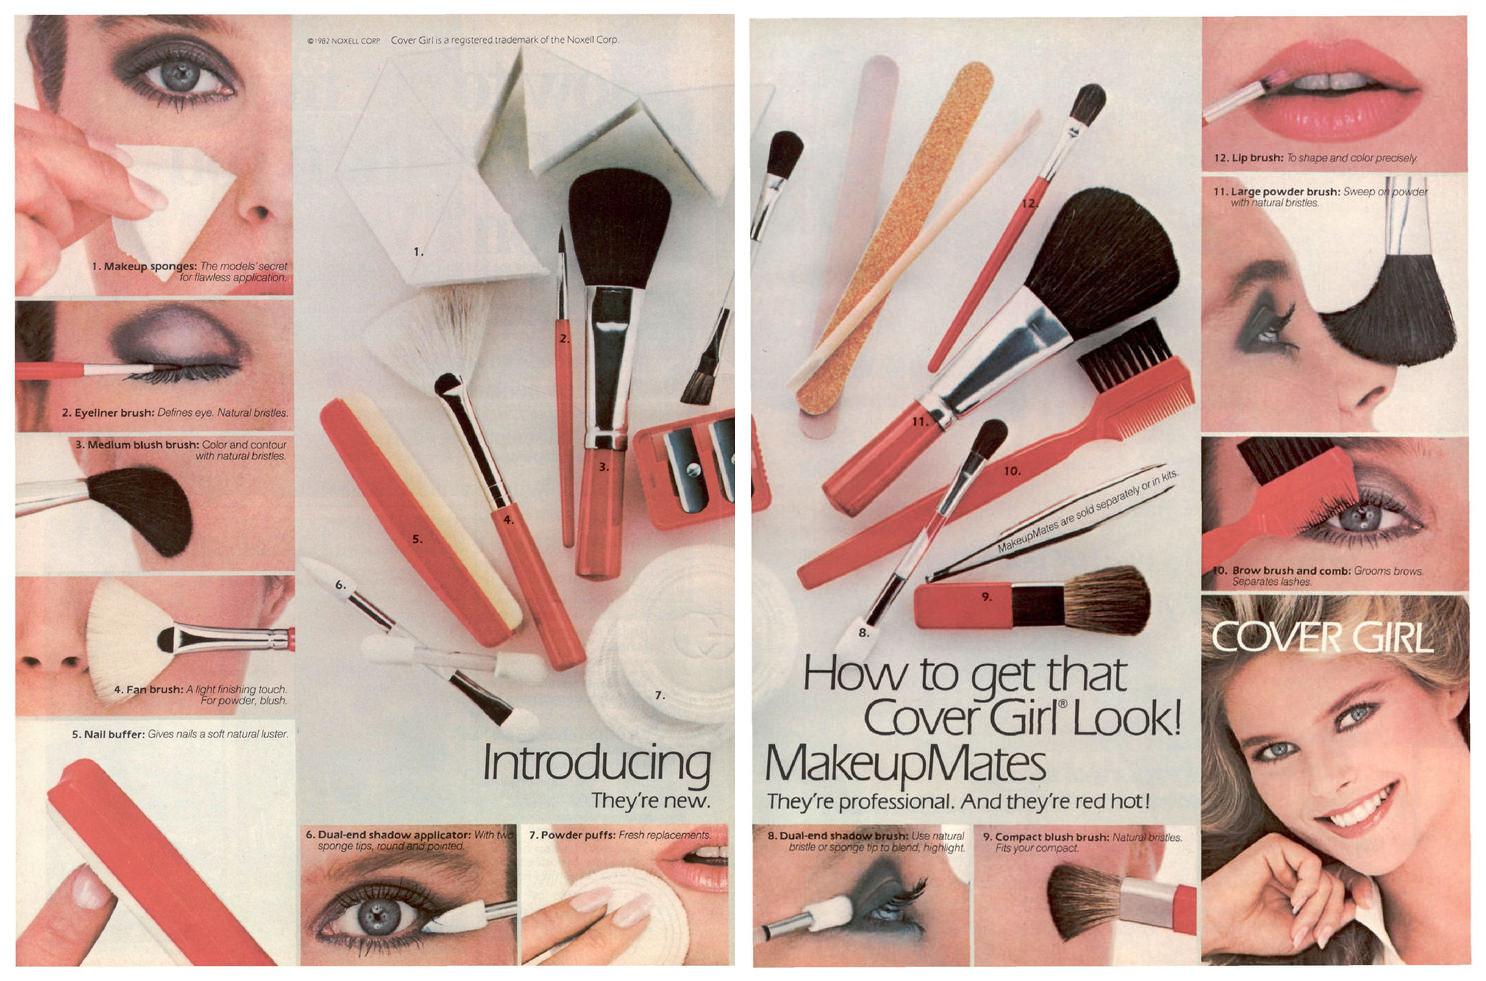 © 1982 NOXELL CORP. Cover Girl is a registered trademark of the Noxell Corp.
1. Makeup sponges: The models' secret
for flawless application.
2. Eyeliner brush: Defines eye. Natural bristles.
3. Medium blush brush: Color and contour
with natural bristles.
4. Fan brush: A light finishing touch.
For powder, blush.
5. Nail buffer: Gives nails a soft natural luster.
1.
2.
3.
4.
5.
6.
7.
Introducing
They're new.
6. Dual-end shadow applicator: With two
sponge tips, round and pointed.
7. Powder puffs: Fresh replacements.
12.
11.
10.
MakeupMates are sold separately or in kits.
9.
8.
How to get that
Cover Girl® Look!
MakeupMates
They're professional. And they're red hot!
8. Dual-end shadow brush: Use natural
bristle or sponge tip to blend, highlight.
9. Compact blush brush: Natural bristles.
Fits your compact.
12. Lip brush: To shape and color precisely.
11. Large powder brush: Sweep on powder
with natural bristles.
10. Brow brush and comb: Grooms brows.
Separates lashes.
COVER GIRL